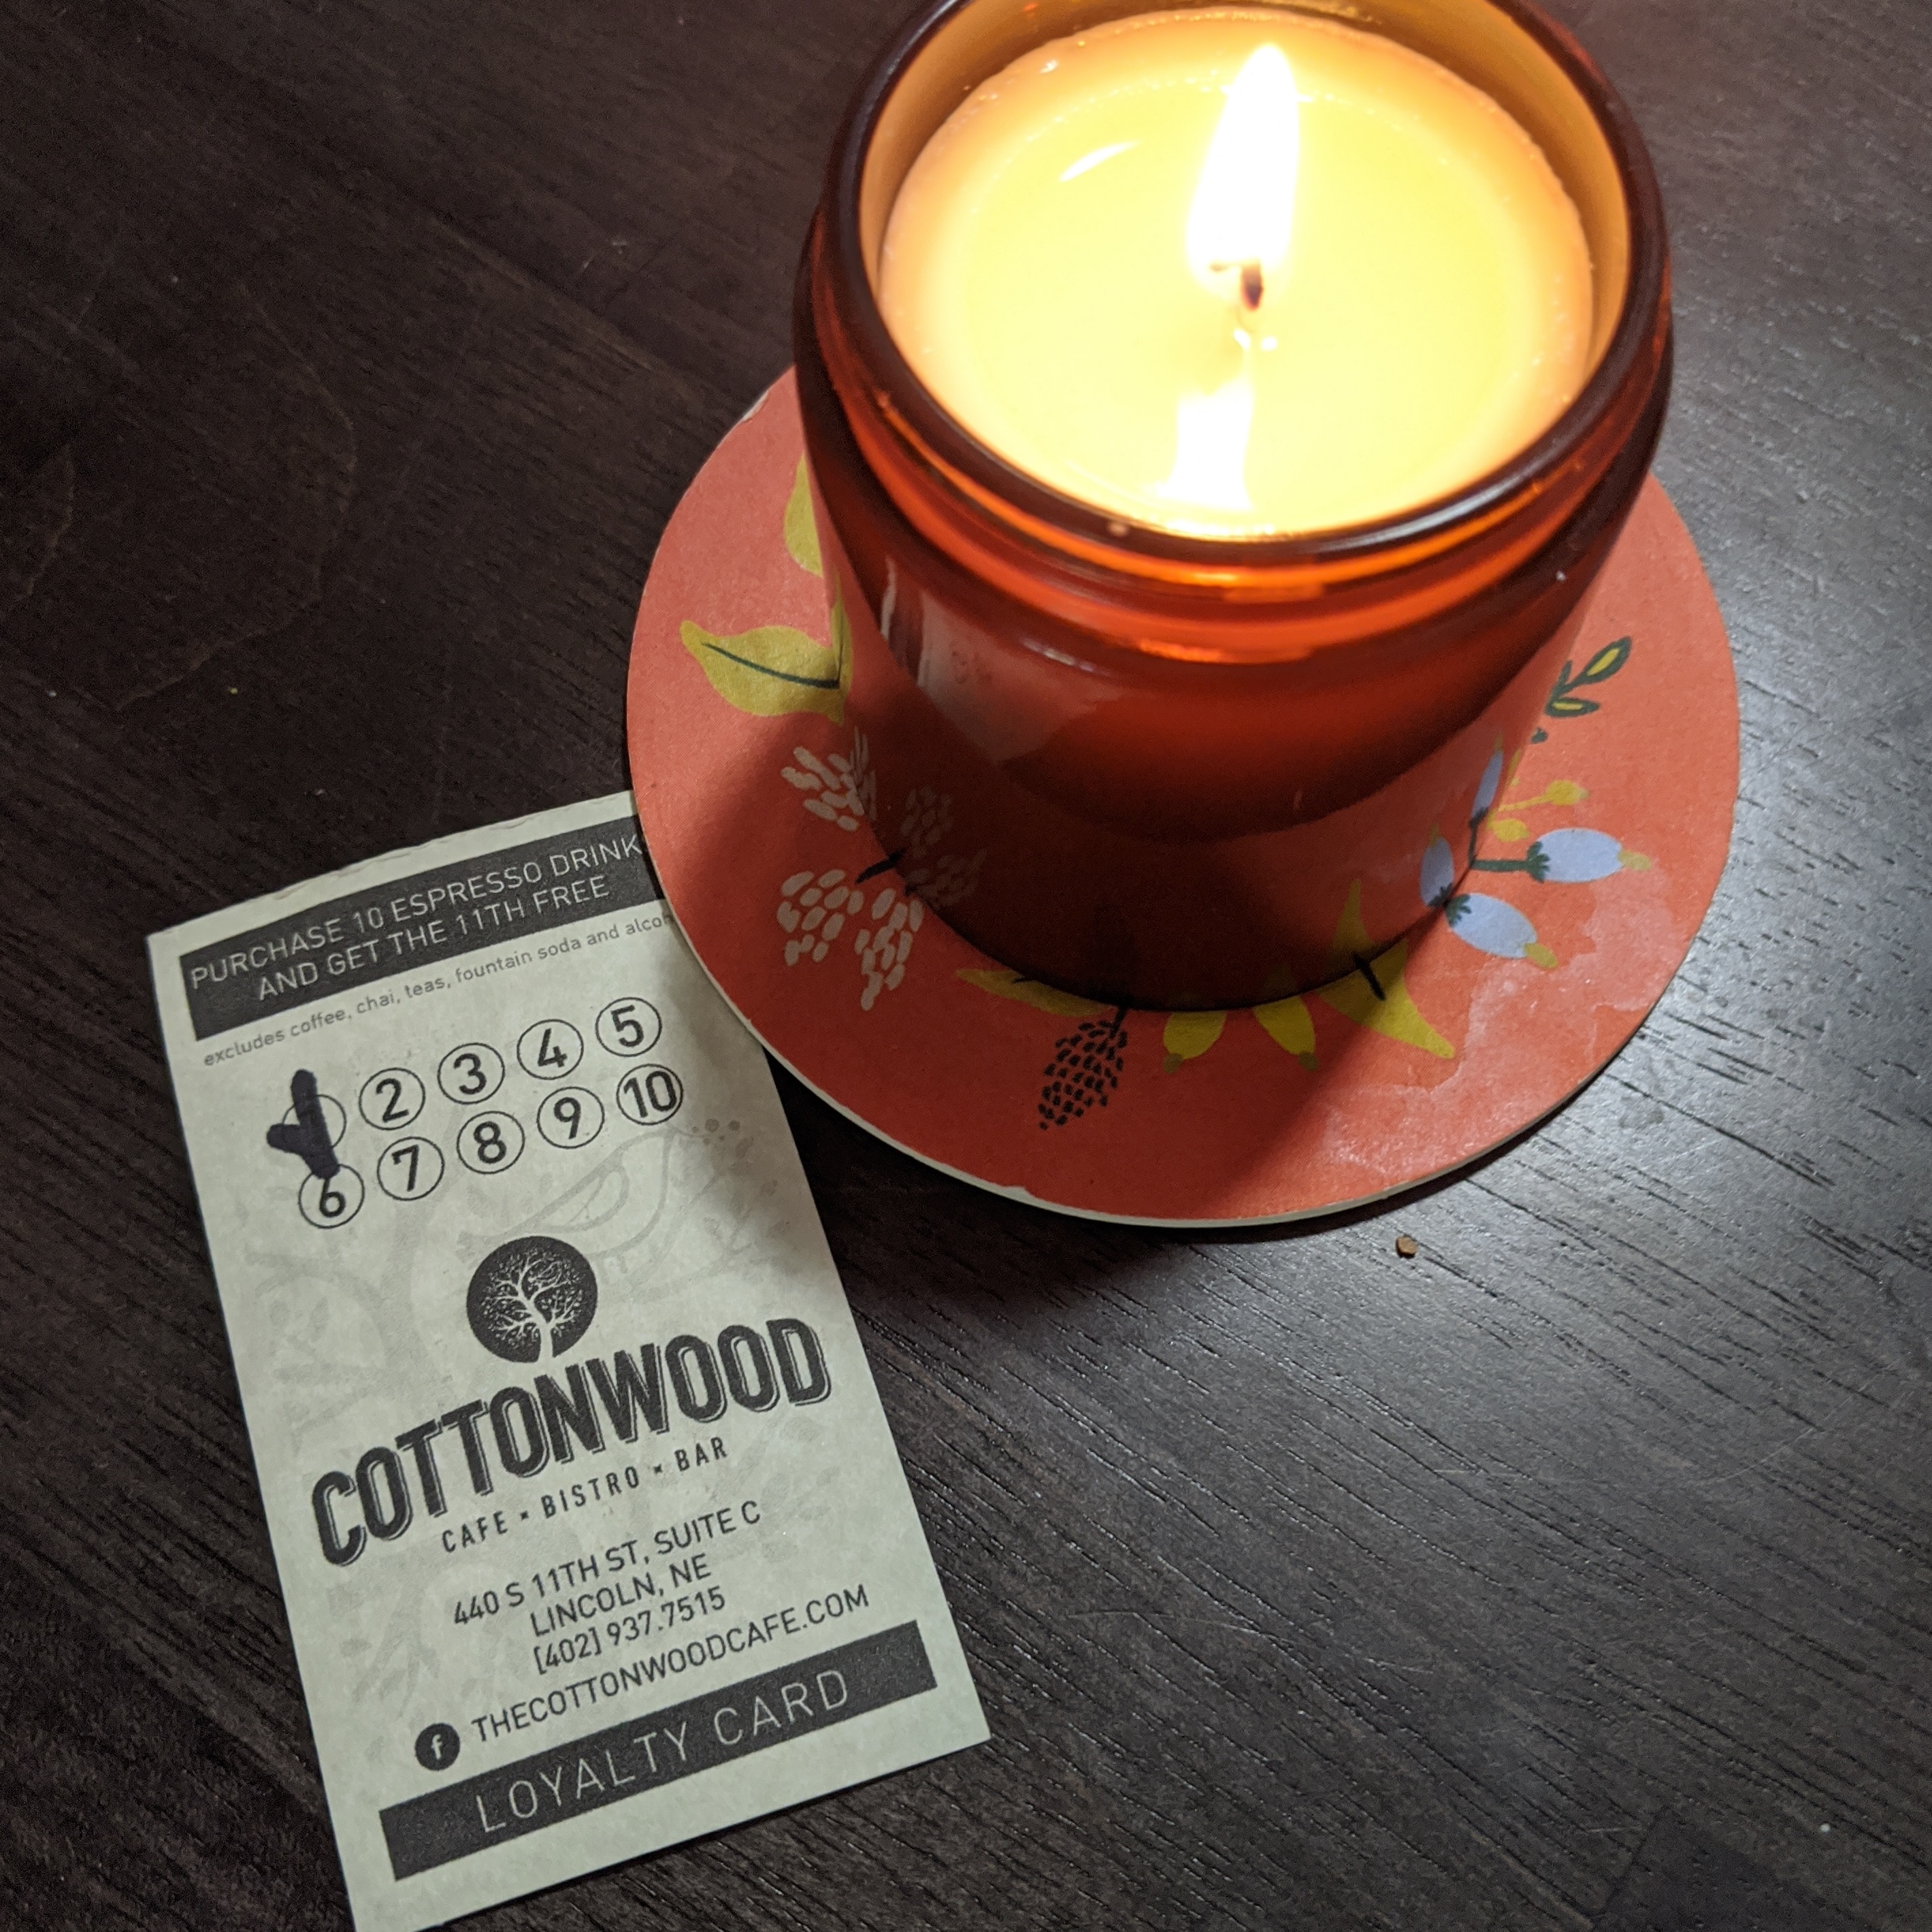 PURCHASE 10 ESPRESSO DRINK
AND GET THE 11TH FREE
excludes coffee, chai, teas, fountain soda and
2 3 4 5
6 7 8 9 10
COTTONWOOD
CAFE * BISTRO * BAR
440 S 11TH ST, SUITE C
LINCOLN, NE
[402] 937.7515
f THECOTTONWOODCAFE.COM
LOYALTY CARD